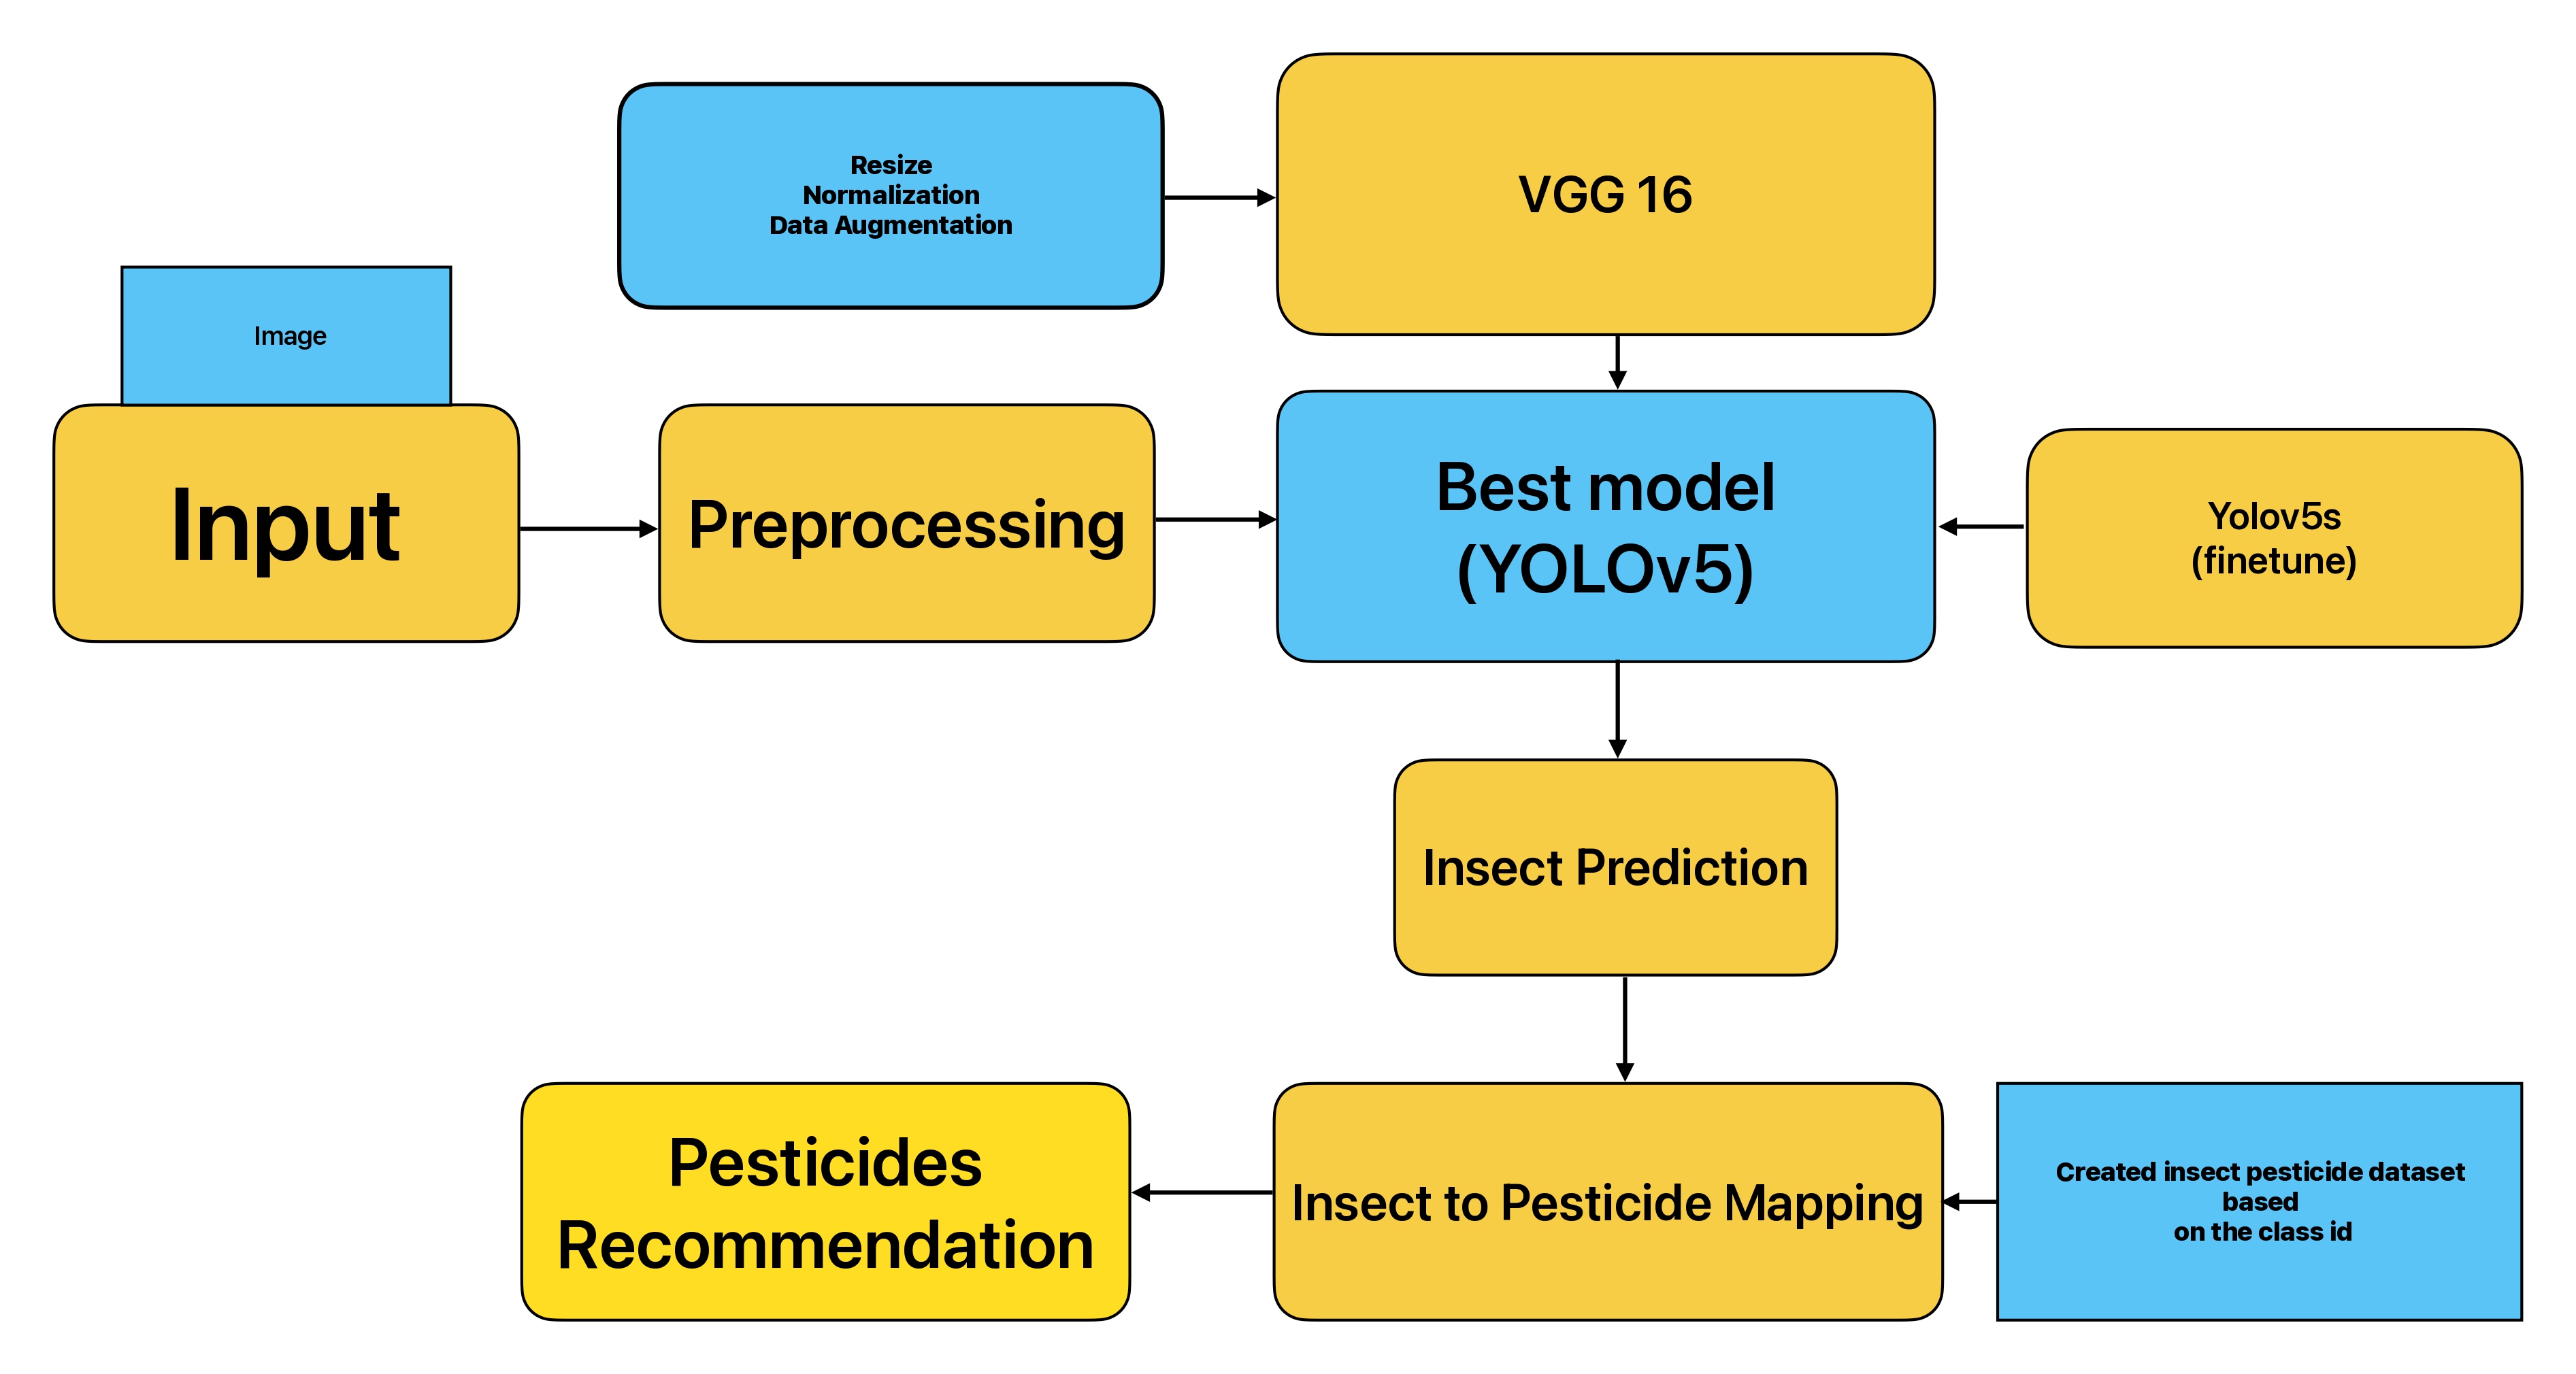 Resize
Normalization
Data Augmentation
VGG 16
Image
Input
Preprocessing
Best model
(YOLOv5)
Yolov5s
(finetune)
Insect Prediction
Pesticides
Recommendation
Insect to Pesticide Mapping
Created insect pesticide dataset
based
on the class id